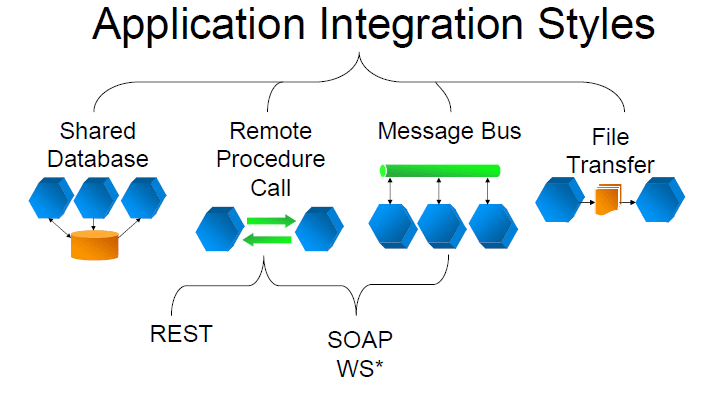 Application Integration Styles
Shared
Database
Remote
Procedure
Call
Message Bus
File
Transfer
REST
SOAP
WS*